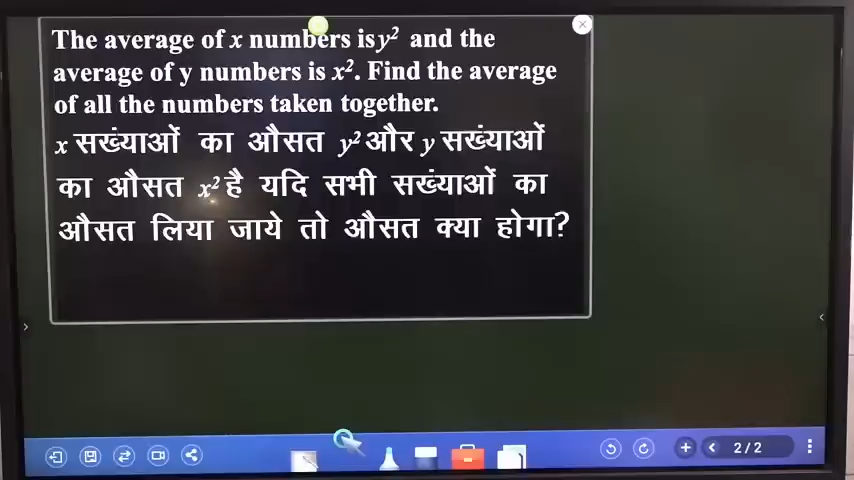 The average of x numbers is y² and the
average of y numbers is x². Find the average
of all the numbers taken together.
x सख्ंयाओं का औसत y² और y सख्ंयाओं
का औसत x² है यदि सभी सख्ंयाओं का
औसत लिया जाये तो औसत क्या होगा?
2/2